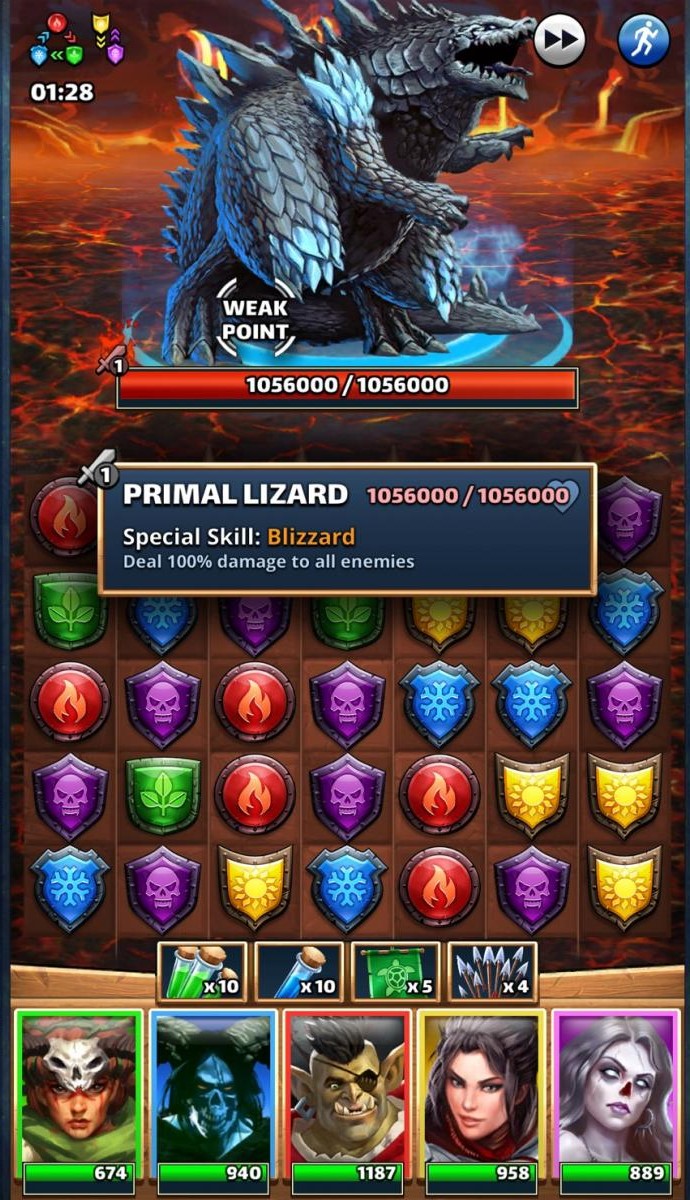 01:28
WEAK
POINT
1
1056000 / 1056000
1
PRIMAL LIZARD 1056000 / 1056000
Special Skill: Blizzard
Deal 100% damage to all enemies
x 10 x 10 x 5 x 4
674 940 1187 958 889